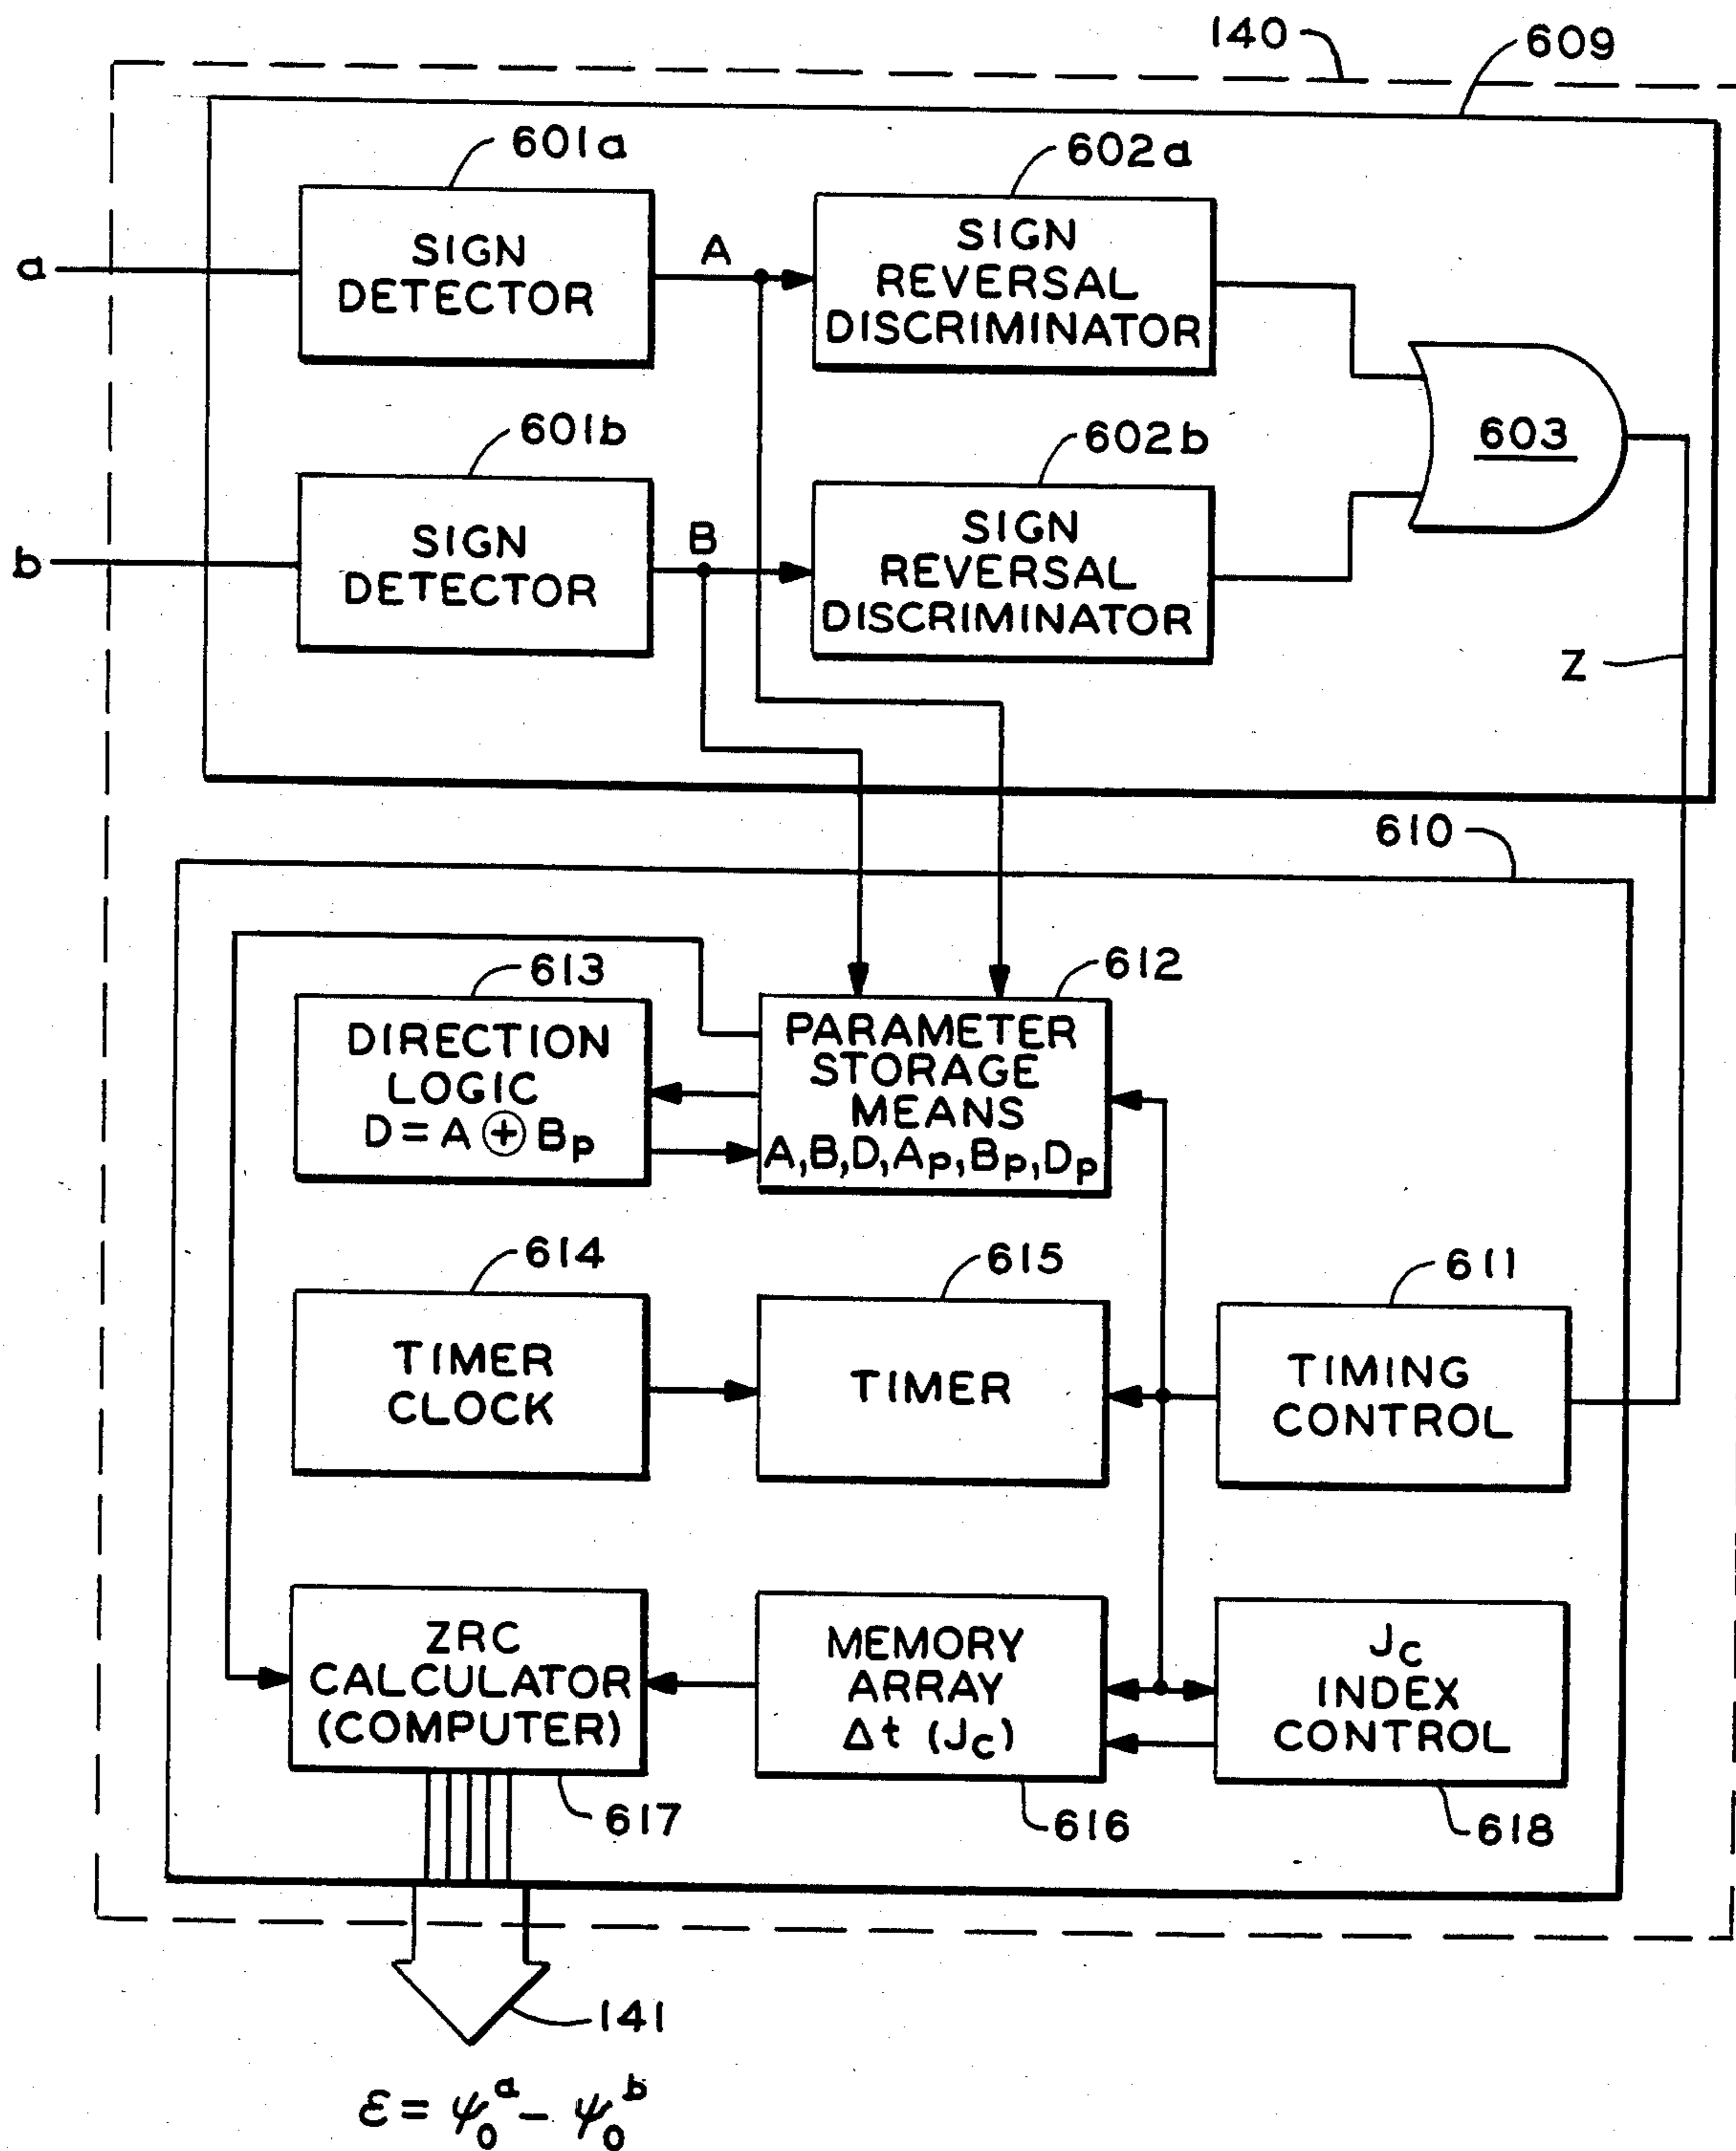 140
609
601a
602a
SIGN
DETECTOR
A
SIGN
REVERSAL
DISCRIMINATOR
a
603
601b
602b
SIGN
DETECTOR
B
SIGN
REVERSAL
DISCRIMINATOR
b
Z
610
613
612
DIRECTION
LOGIC
D = A ⊕ Bp
PARAMETER
STORAGE
MEANS
A, B, D, Ap, Bp, Dp
614
615
611
TIMER
CLOCK
TIMER
TIMING
CONTROL
ZRC
CALCULATOR
(COMPUTER)
MEMORY
ARRAY
Δt (Jc)
Jc
INDEX
CONTROL
617
616
618
141
ε = ψ₀ᵃ - ψ₀ᵇ